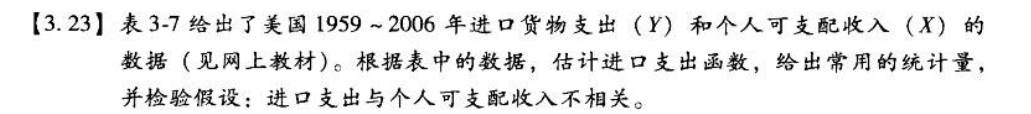 【3.23】表 3-7 给出了美国 1959 ~ 2006 年进口货物支出（Y）和个人可支配收入（X）的
数据（见网上教材）。根据表中的数据，估计进口支出函数，给出常用的统计量，
并检验假设：进口支出与个人可支配收入不相关。